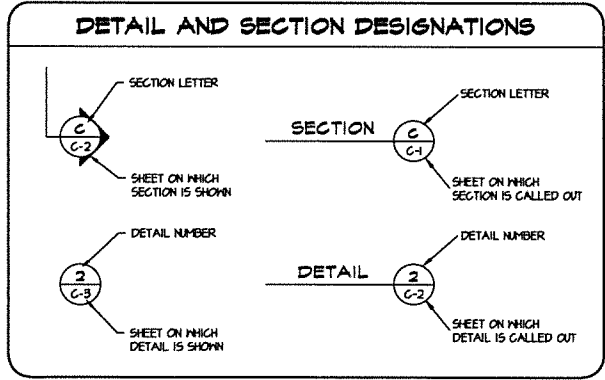 DETAIL AND SECTION DESIGNATIONS
SECTION LETTER
C
C-2
SHEET ON WHICH
SECTION IS SHOWN
SECTION
SECTION LETTER
C
C-1
SHEET ON WHICH
SECTION IS CALLED OUT
DETAIL NUMBER
2
C-3
SHEET ON WHICH
DETAIL IS SHOWN
DETAIL
DETAIL NUMBER
2
C-2
SHEET ON WHICH
DETAIL IS CALLED OUT